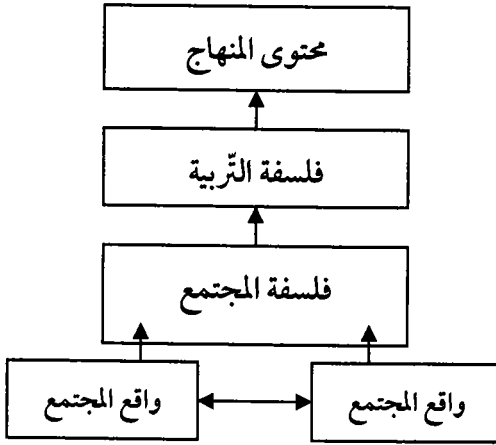 محتوى المنهاج
فلسفة التّربية
فلسفة المجتمع
واقع المجتمع
واقع المجتمع